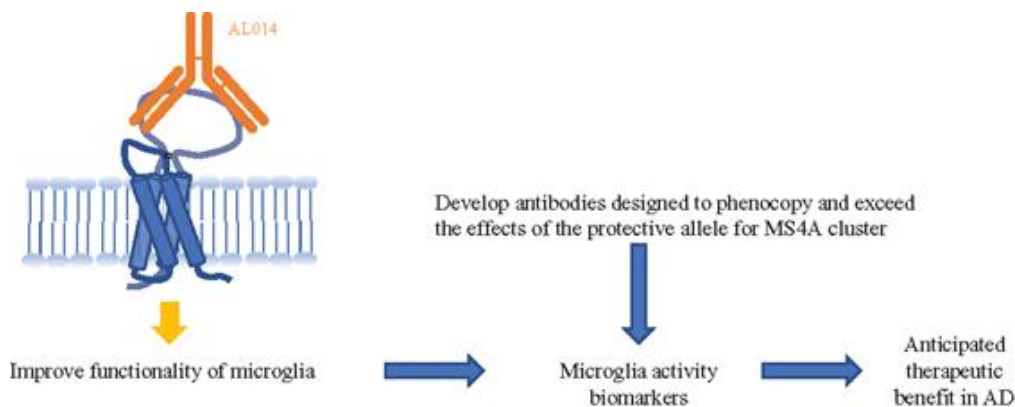 AL014
Develop antibodies designed to phenocopy and exceed
the effects of the protective allele for MS4A cluster
Improve functionality of microglia
Microglia activity
biomarkers
Anticipated
therapeutic
benefit in AD